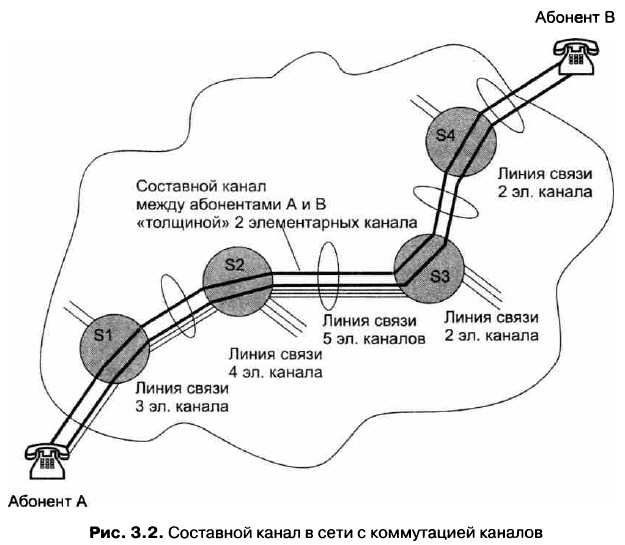 Абонент В
S4
Линия связи
2 эл. канала
Составной канал
между абонентами А и В
«толщиной» 2 элементарных канала
S2
S3
S1
Линия связи
5 эл. каналов
Линия связи
2 эл. канала
Линия связи
4 эл. канала
Линия связи
3 эл. канала
Абонент А
Рис. 3.2. Составной канал в сети с коммутацией каналов